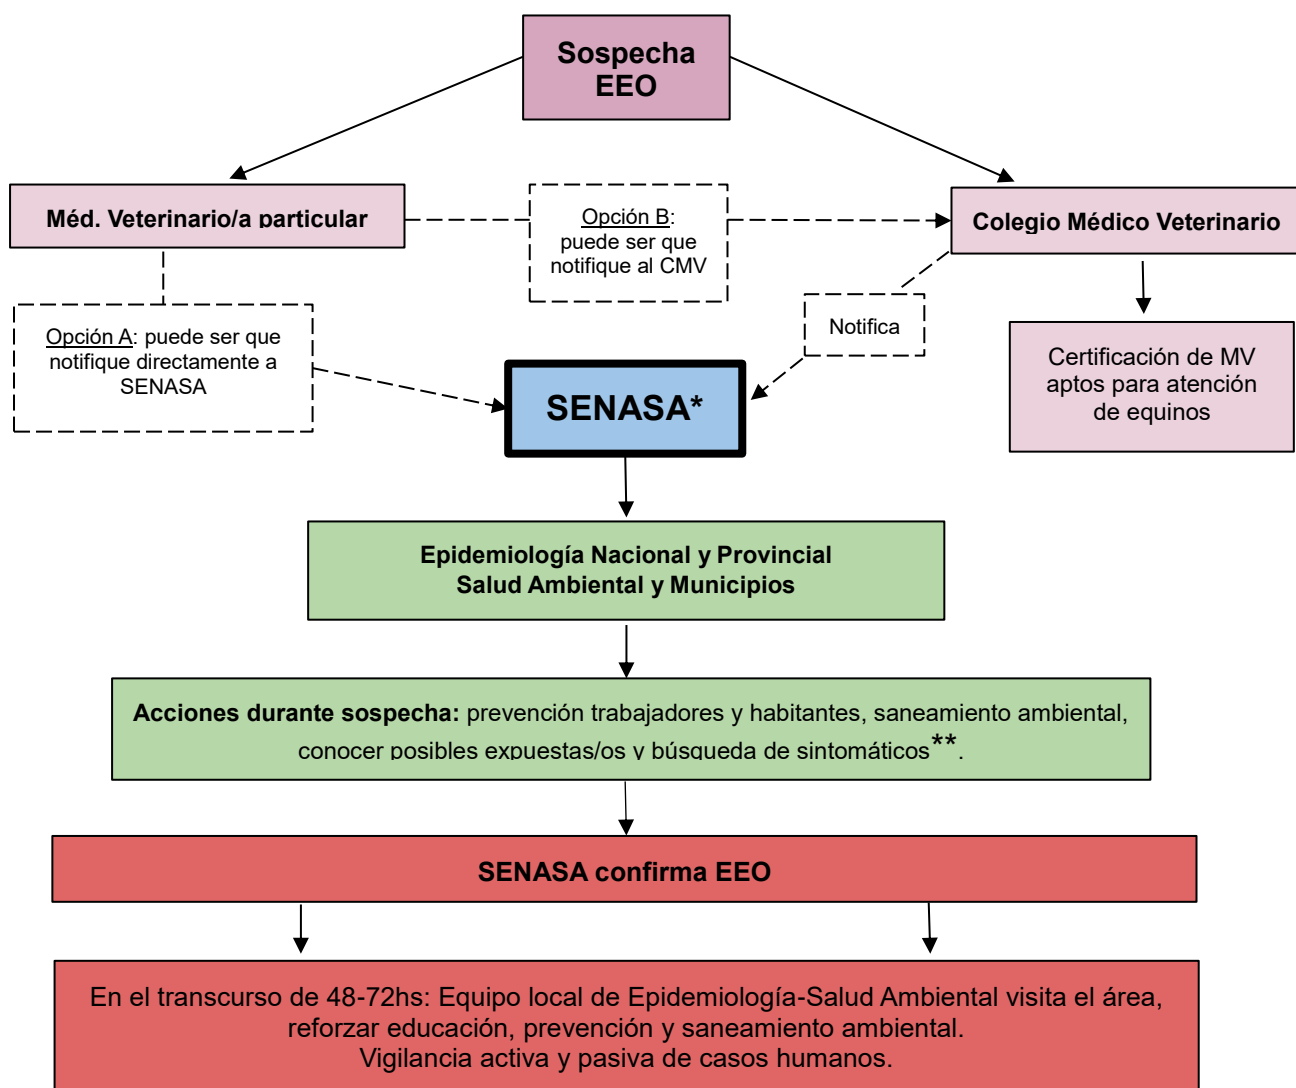 Sospecha
EEO
Méd. Veterinario/a particular
Opción B:
puede ser que
notifique al CMV
Colegio Médico Veterinario
Opción A: puede ser que
notifique directamente a
SENASA
Notifica
SENASA*
Certificación de MV
aptos para atención
de equinos
Epidemiología Nacional y Provincial
Salud Ambiental y Municipios
Acciones durante sospecha: prevención trabajadores y habitantes, saneamiento ambiental,
conocer posibles expuestas/os y búsqueda de sintomáticos**.
SENASA confirma EEO
En el transcurso de 48-72hs: Equipo local de Epidemiología-Salud Ambiental visita el área,
reforzar educación, prevención y saneamiento ambiental.
Vigilancia activa y pasiva de casos humanos.